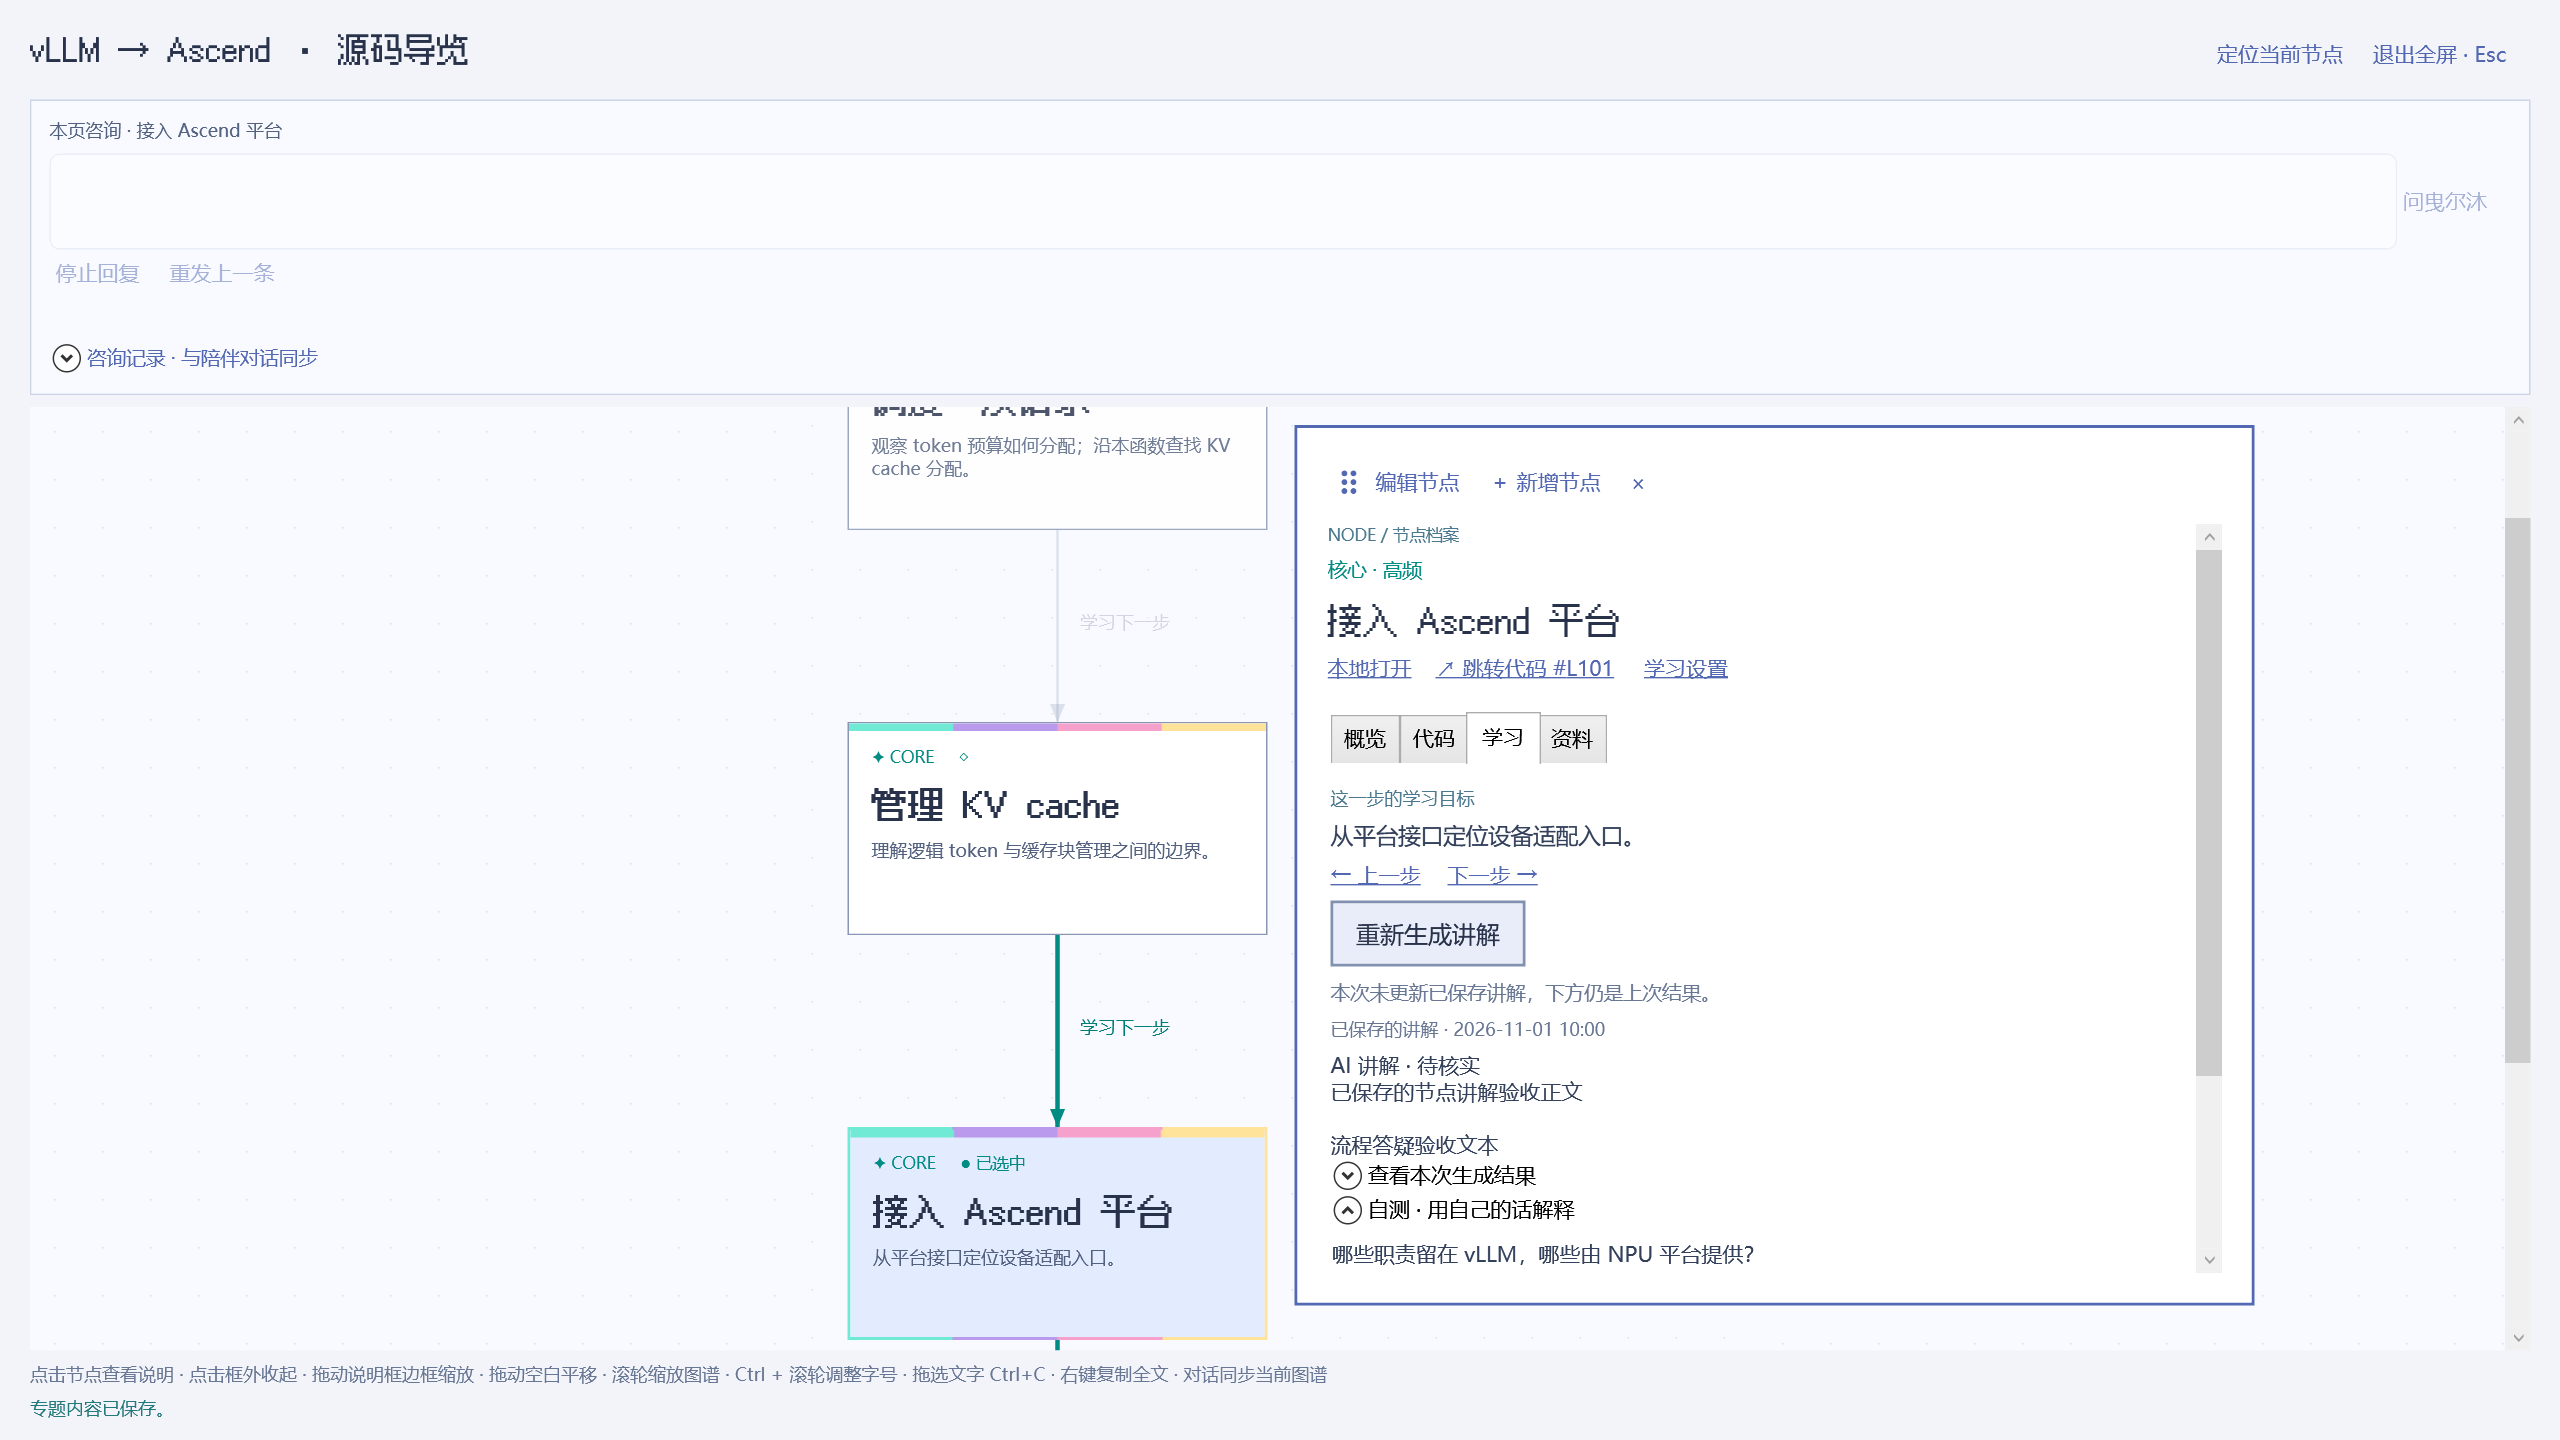 vLLM → Ascend · 源码导览
定位当前节点 退出全屏 · Esc
本页咨询 · 接入 Ascend 平台
问曳尔沐
停止回复 重发上一条
咨询记录 · 与陪伴对话同步
观察 token 预算如何分配；沿本函数查找 KV
cache 分配。
学习下一步
✦ CORE ◇
管理 KV cache
理解逻辑 token 与缓存块管理之间的边界。
学习下一步
✦ CORE ● 已选中
接入 Ascend 平台
从平台接口定位设备适配入口。
编辑节点 + 新增节点 ×
NODE / 节点档案
核心 · 高频
接入 Ascend 平台
本地打开 ↗ 跳转代码 #L101 学习设置
概览 代码 学习 资料
这一步的学习目标
从平台接口定位设备适配入口。
← 上一步 下一步 →
重新生成讲解
本次未更新已保存讲解，下方仍是上次结果。
已保存的讲解 · 2026-11-01 10:00
AI 讲解 · 待核实
已保存的节点讲解验收正文
流程答疑验收文本
查看本次生成结果
自测 · 用自己的话解释
哪些职责留在 vLLM，哪些由 NPU 平台提供？
点击节点查看说明 · 点击框外收起 · 拖动说明框边框缩放 · 拖动空白平移 · 滚轮缩放图谱 · Ctrl + 滚轮调整字号 · 拖选文字 Ctrl+C · 右键复制全文 · 对话同步当前图谱
专题内容已保存。